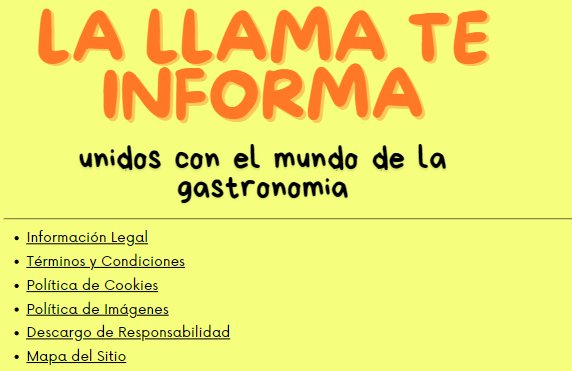 LA LLAMA TE
INFORMA
unidos con el mundo de la
gastronomia
Información Legal
Términos y Condiciones
Política de Cookies
Política de Imágenes
Descargo de Responsabilidad
Mapa del Sitio